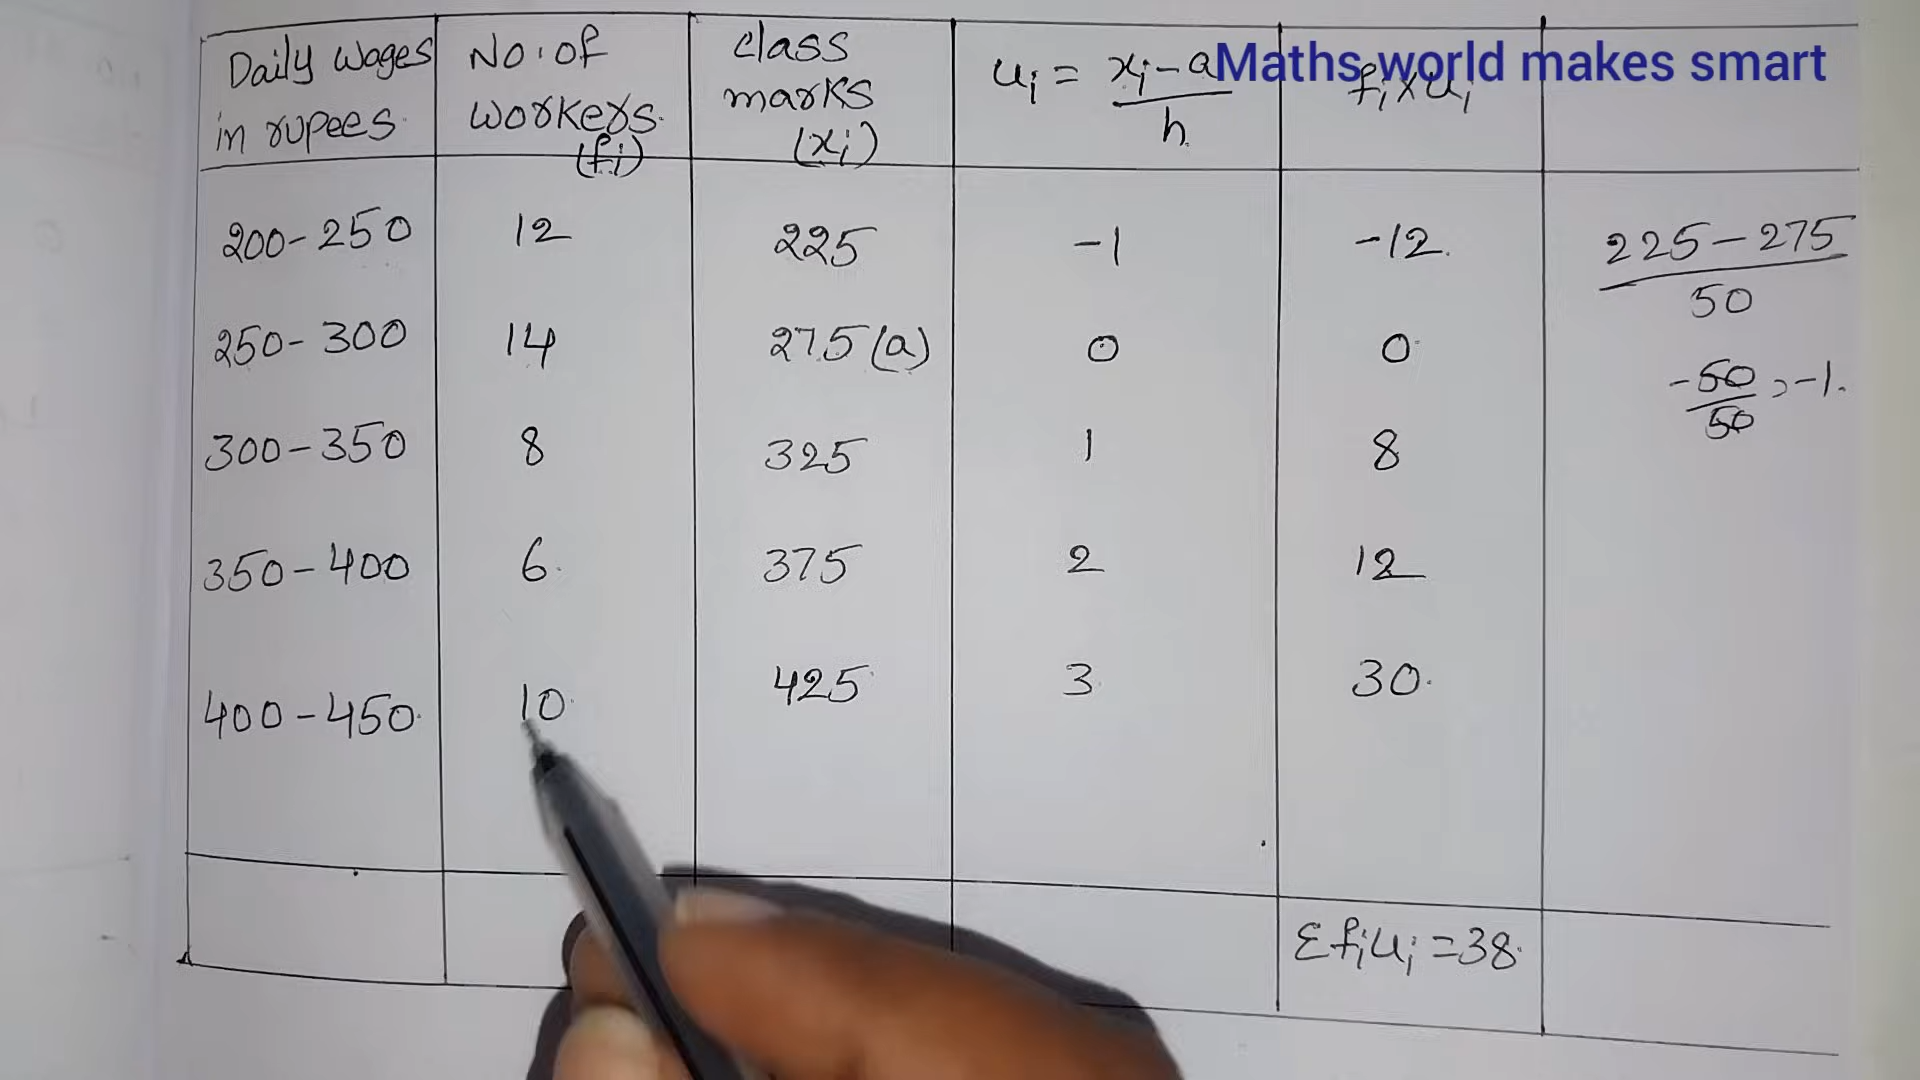 Daily wages in rupees.
No. of workers. (fi)
class marks (xi)
ui = xi - a / h
Maths world makes smart
fi x ui
200-250 12 225 -1 -12. 225-275 / 50
250-300 14 275(a) 0 0 -50/50 = -1.
300-350 8 325 1 8
350-400 6. 375 2 12
400-450. 10. 425 3 30.
Σfiui = 38.